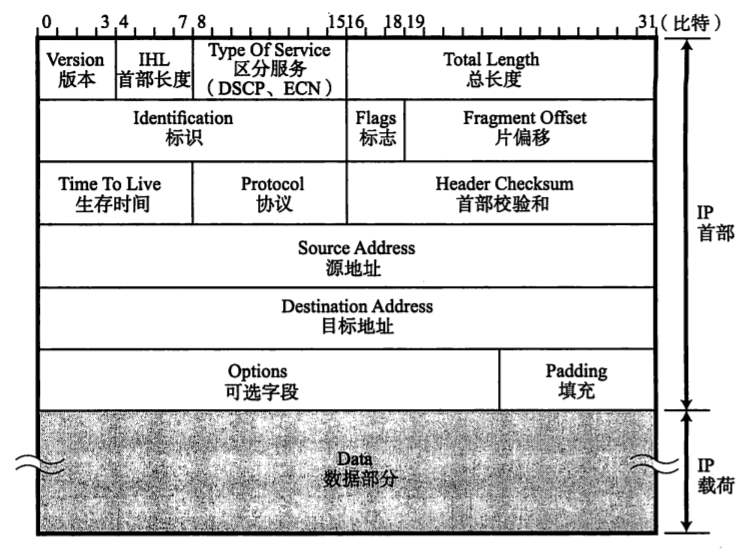 0 3 4 7 8 1516 18,19 31(比特)
Version
版本
IHL
首部长度
Type Of Service
区分服务
(DSCP、ECN)
Total Length
总长度
Identification
标识
Flags
标志
Fragment Offset
片偏移
Time To Live
生存时间
Protocol
协议
Header Checksum
首部校验和
IP
首部
Source Address
源地址
Destination Address
目标地址
Options
可选字段
Padding
填充
Data
数据部分
IP
载荷